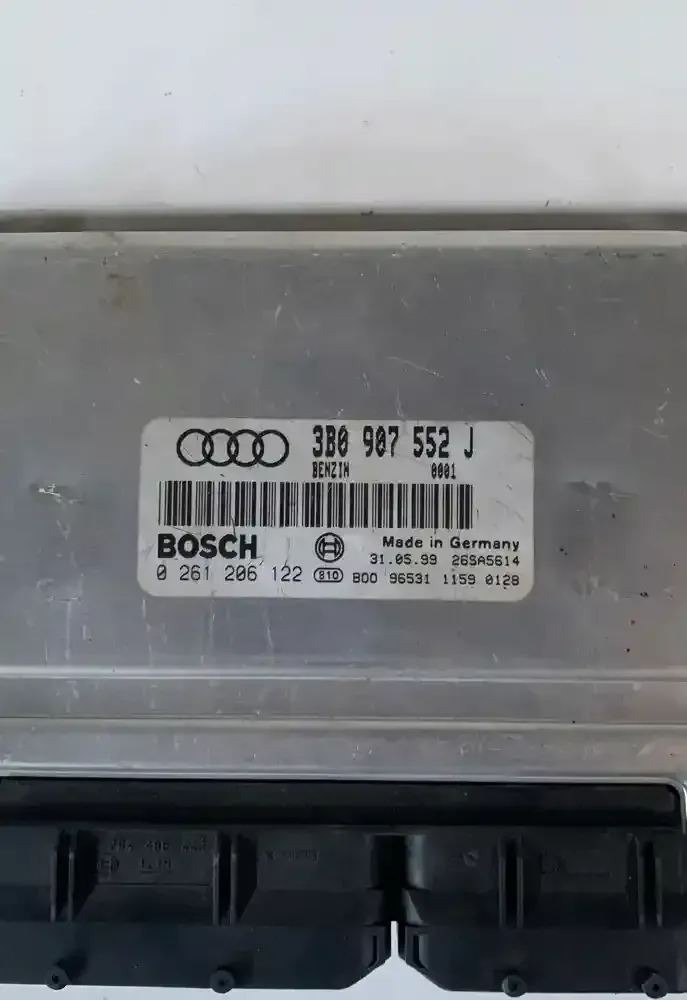 3B0 907 552 J
BENZIN 0001
BOSCH Made in Germany
31.05.99 26SA5614
0 261 206 122 810 B00 96531 1159 0128